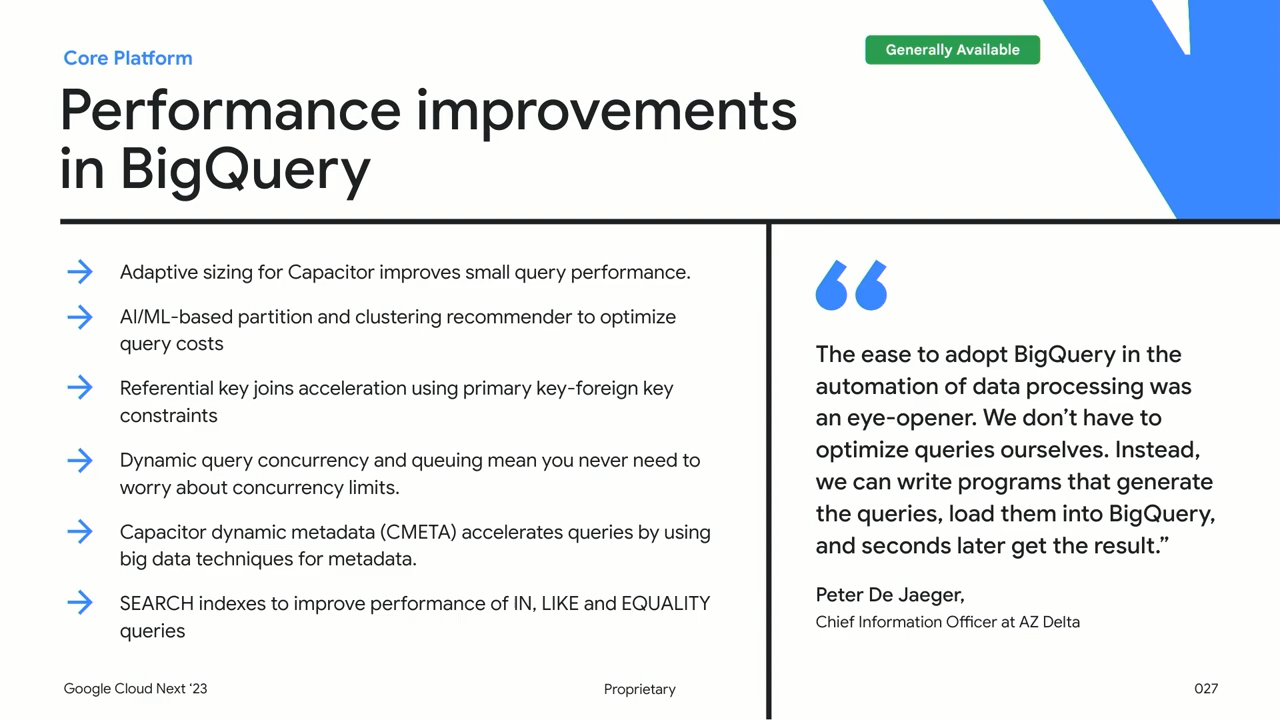 Core Platform
Generally Available
Performance improvements
in BigQuery
Adaptive sizing for Capacitor improves small query performance.
AI/ML-based partition and clustering recommender to optimize
query costs
Referential key joins acceleration using primary key-foreign key
constraints
Dynamic query concurrency and queuing mean you never need to
worry about concurrency limits.
Capacitor dynamic metadata (CMETA) accelerates queries by using
big data techniques for metadata.
SEARCH indexes to improve performance of IN, LIKE and EQUALITY
queries
“
The ease to adopt BigQuery in the
automation of data processing was
an eye-opener. We don’t have to
optimize queries ourselves. Instead,
we can write programs that generate
the queries, load them into BigQuery,
and seconds later get the result.”
Peter De Jaeger,
Chief Information Officer at AZ Delta
Google Cloud Next ‘23
Proprietary
027